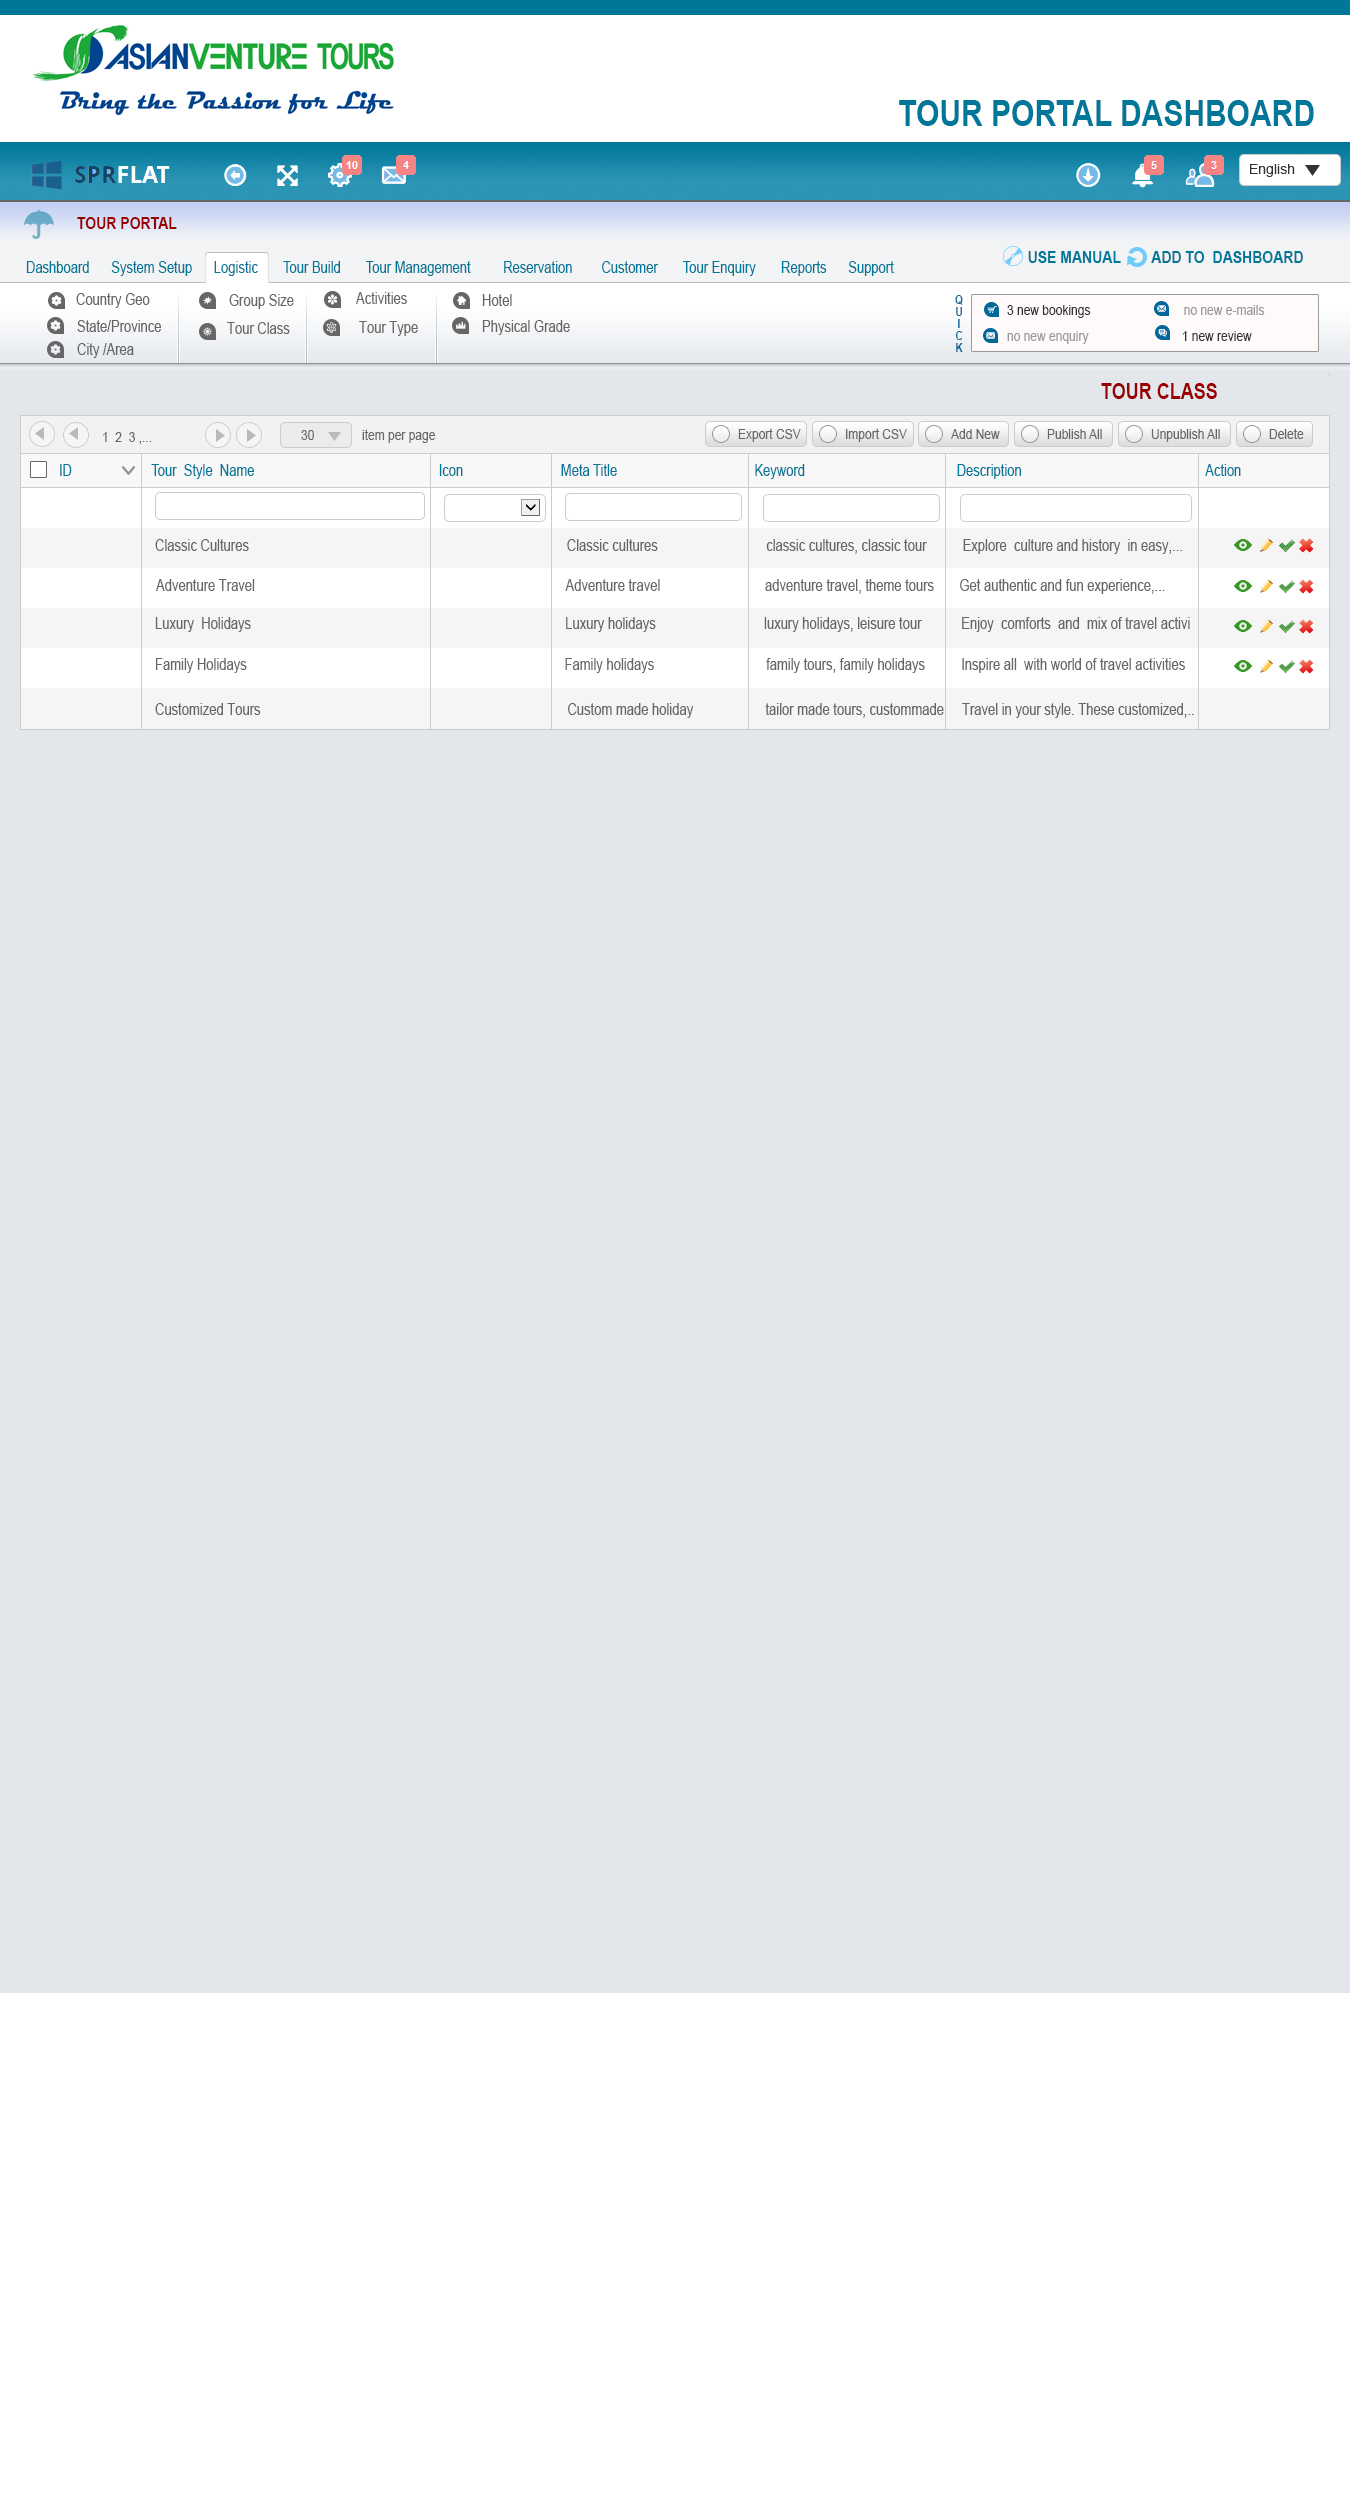 ASIANVENTURE TOURS
Bring the Passion for Life
TOUR PORTAL DASHBOARD
SPRFLAT 10 4 5 3 English
TOUR PORTAL
Dashboard System Setup Logistic Tour Build Tour Management Reservation Customer Tour Enquiry Reports Support USE MANUAL ADD TO DASHBOARD
Country Geo Group Size Activities Hotel
State/Province Tour Class Tour Type Physical Grade
City /Area
QUICK
3 new bookings no new e-mails
no new enquiry 1 new review
TOUR CLASS
1 2 3 ,... 30 item per page Export CSV Import CSV Add New Publish All Unpublish All Delete
ID Tour Style Name Icon Meta Title Keyword Description Action
Classic Cultures Classic cultures classic cultures, classic tour Explore culture and history in easy,...
Adventure Travel Adventure travel adventure travel, theme tours Get authentic and fun experience,...
Luxury Holidays Luxury holidays luxury holidays, leisure tour Enjoy comforts and mix of travel activi
Family Holidays Family holidays family tours, family holidays Inspire all with world of travel activities
Customized Tours Custom made holiday tailor made tours, custommade Travel in your style. These customized,..